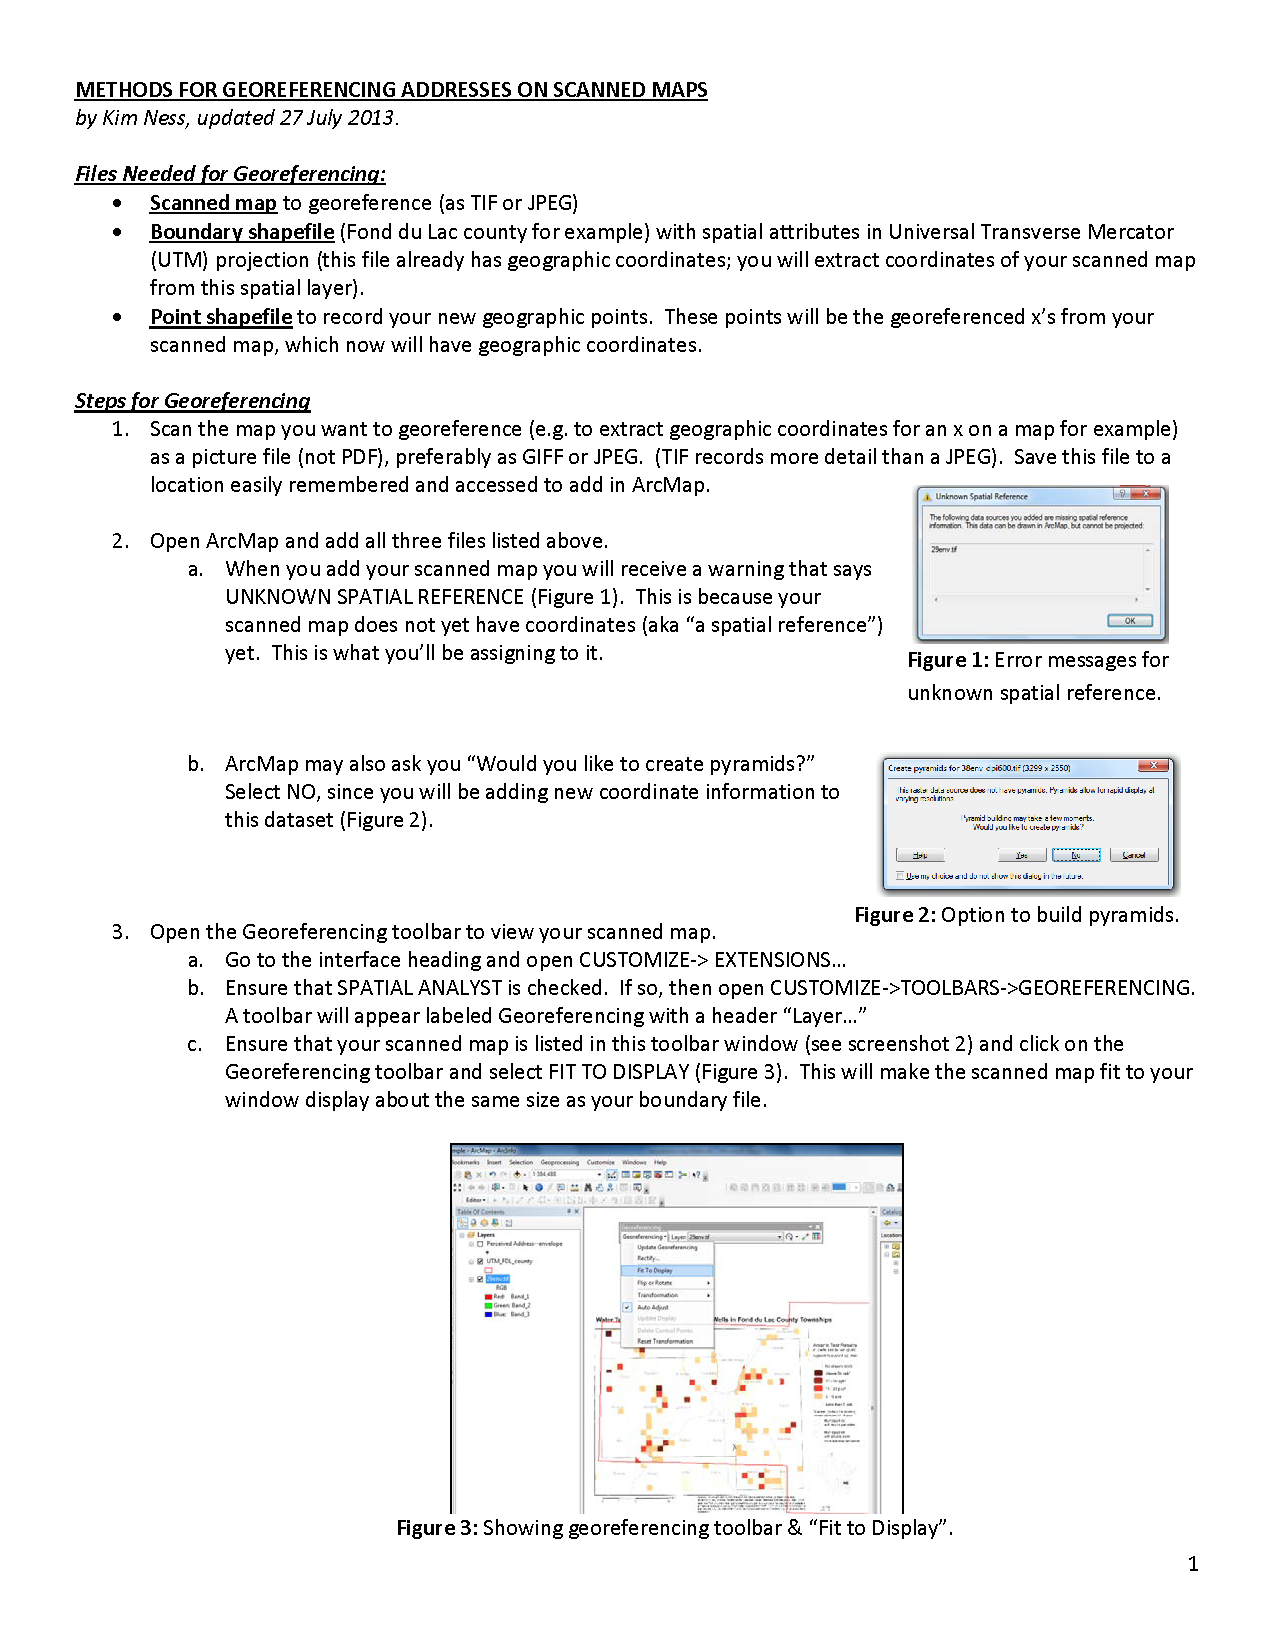 METHODS FOR GEOREFERENCING ADDRESSES ON SCANNED MAPS
by Kim Ness, updated 27 July 2013.
Files Needed for Georeferencing:
• Scanned map to georeference (as TIF or JPEG)
• Boundary shapefile (Fond du Lac county for example) with spatial attributes in Universal Transverse Mercator
(UTM) projection (this file already has geographic coordinates; you will extract coordinates of your scanned map
from this spatial layer).
• Point shapefile to record your new geographic points.  These points will be the georeferenced x's from your
scanned map, which now will have geographic coordinates.
Steps for Georeferencing
1. Scan the map you want to georeference (e.g. to extract geographic coordinates for an x on a map for example)
as a picture file (not PDF), preferably as GIFF or JPEG.  (TIF records more detail than a JPEG).  Save this file to a
location easily remembered and accessed to add in ArcMap.
Unknown Spatial Reference
The following data sources you added are missing spatial reference
information. This data can be drawn in ArcMap, but cannot be projected:
29env.tif
OK
Figure 1: Error messages for
unknown spatial reference.
2. Open ArcMap and add all three files listed above.
a. When you add your scanned map you will receive a warning that says
UNKNOWN SPATIAL REFERENCE (Figure 1).  This is because your
scanned map does not yet have coordinates (aka “a spatial reference”)
yet.  This is what you'll be assigning to it.
b. ArcMap may also ask you “Would you like to create pyramids?”
Select NO, since you will be adding new coordinate information to
this dataset (Figure 2).
Create pyramids for 38env_dpi600.tif (3299 x 2550)
This raster data source does not have pyramids. Pyramids allow for rapid display at
varying resolutions.
Pyramid building may take a few moments.
Would you like to create pyramids?
Help Yes No Cancel
Use my choice and do not show this dialog in the future.
Figure 2: Option to build pyramids.
3. Open the Georeferencing toolbar to view your scanned map.
a. Go to the interface heading and open CUSTOMIZE-> EXTENSIONS…
b. Ensure that SPATIAL ANALYST is checked.  If so, then open CUSTOMIZE->TOOLBARS->GEOREFERENCING.
A toolbar will appear labeled Georeferencing with a header “Layer…”
c. Ensure that your scanned map is listed in this toolbar window (see screenshot 2) and click on the
Georeferencing toolbar and select FIT TO DISPLAY (Figure 3).  This will make the scanned map fit to your
window display about the same size as your boundary file.
mple - ArcMap - ArcInfo
Bookmarks Insert Selection Geoprocessing Customize Windows Help
1:384,488
Editor
Table Of Contents
Catalog
Location
Layers
Perceived Address--envelope
UTM_FDL_county
29env.tif
RGB
Red: Band_1
Green: Band_2
Blue: Band_3
Georeferencing
Georeferencing Layer: 29env.tif
Update Georeferencing
Rectify...
Fit To Display
Flip or Rotate
Transformation
Auto Adjust
Update Display
Delete Control Points
Reset Transformation
Wells in Fond du Lac County Townships
Arsenic Test Results
Figure 3: Showing georeferencing toolbar & “Fit to Display”.
1